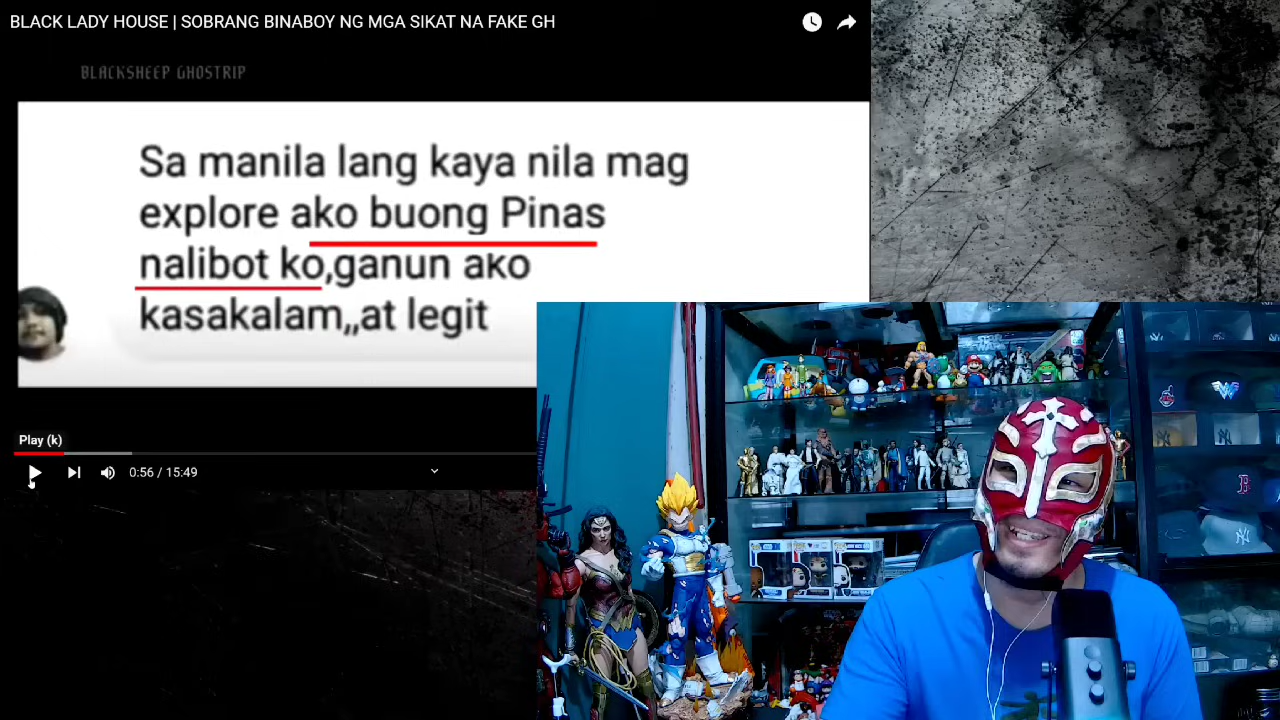 BLACK LADY HOUSE | SOBRANG BINABOY NG MGA SIKAT NA FAKE GH
BLACKSHEEP GHOSTRIP
Sa manila lang kaya nila mag
explore ako buong Pinas
nalibot ko,ganun ako
kasakalam,,at legit
Play (k)
0:56 / 15:49